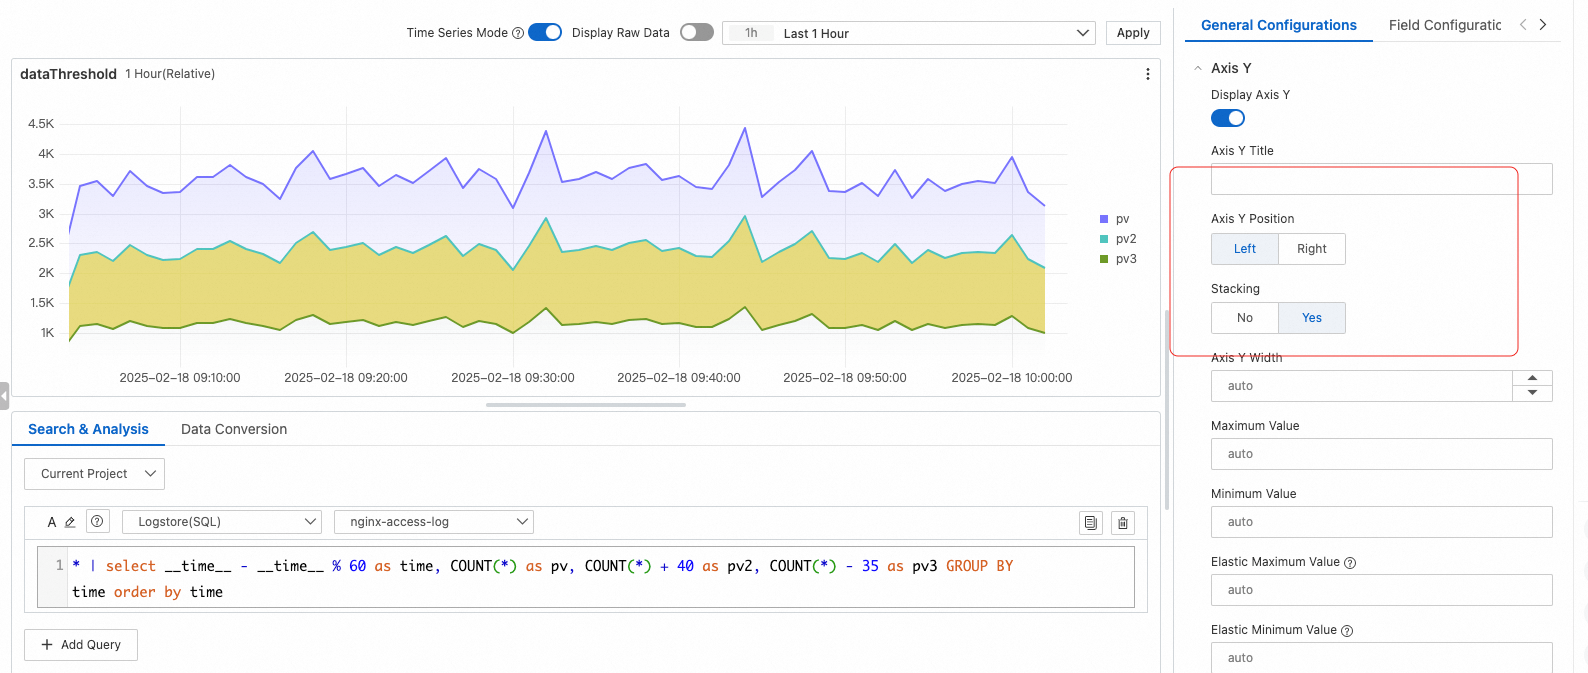 Time Series Mode
Display Raw Data
1h Last 1 Hour
Apply
dataThreshold 1 Hour(Relative)
4.5K
4K
3.5K
3K
2.5K
2K
1.5K
1K
2025-02-18 09:10:00
2025-02-18 09:20:00
2025-02-18 09:30:00
2025-02-18 09:40:00
2025-02-18 09:50:00
2025-02-18 10:00:00
pv
pv2
pv3
Search & Analysis
Data Conversion
Current Project
A
Logstore(SQL)
nginx-access-log
1 * | select __time__ - __time__ % 60 as time, COUNT(*) as pv, COUNT(*) + 40 as pv2, COUNT(*) - 35 as pv3 GROUP BY
time order by time
+ Add Query
General Configurations
Field Configuratic
Axis Y
Display Axis Y
Axis Y Title
Axis Y Position
Left
Right
Stacking
No
Yes
Axis Y Width
auto
Maximum Value
auto
Minimum Value
auto
Elastic Maximum Value
auto
Elastic Minimum Value
auto